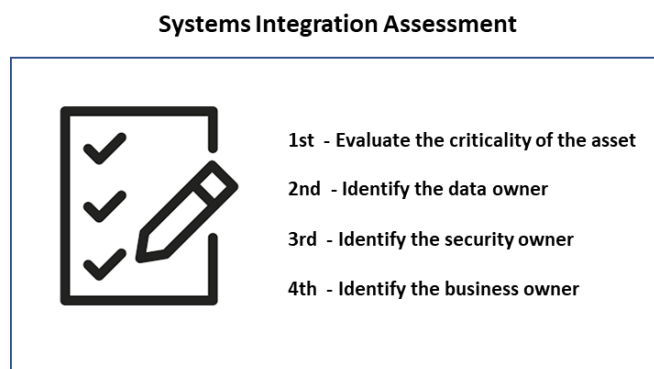 Systems Integration Assessment
1st - Evaluate the criticality of the asset
2nd - Identify the data owner
3rd - Identify the security owner
4th - Identify the business owner